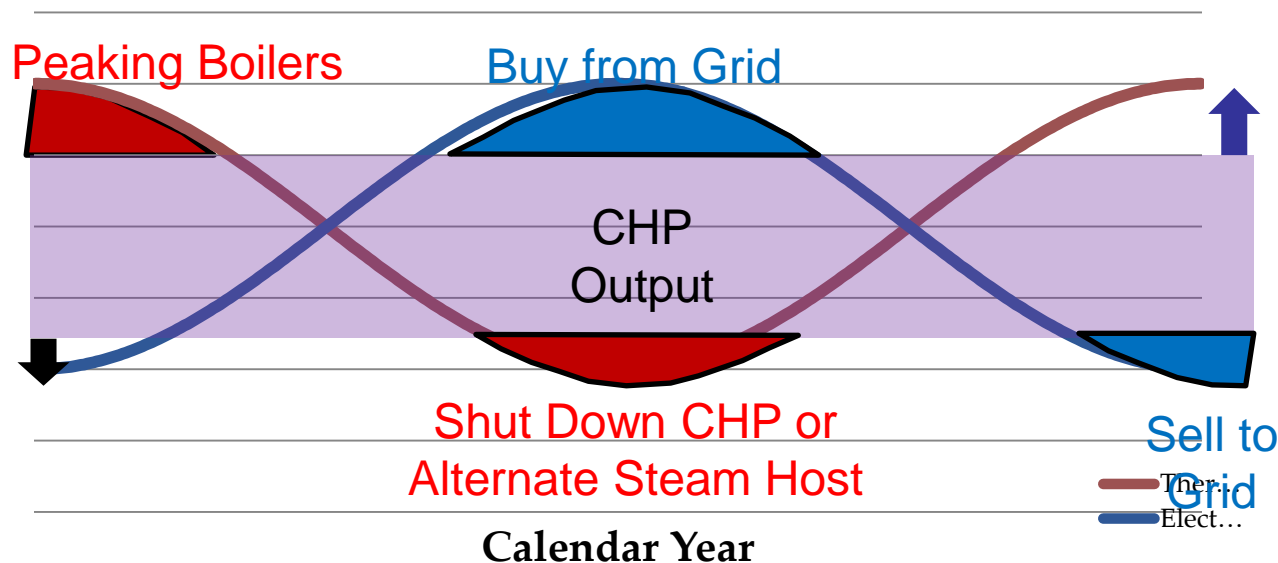 Peaking Boilers
Buy from Grid
CHP
Output
Shut Down CHP or
Alternate Steam Host
Sell to
Grid
Ther…
Elect…
Calendar Year